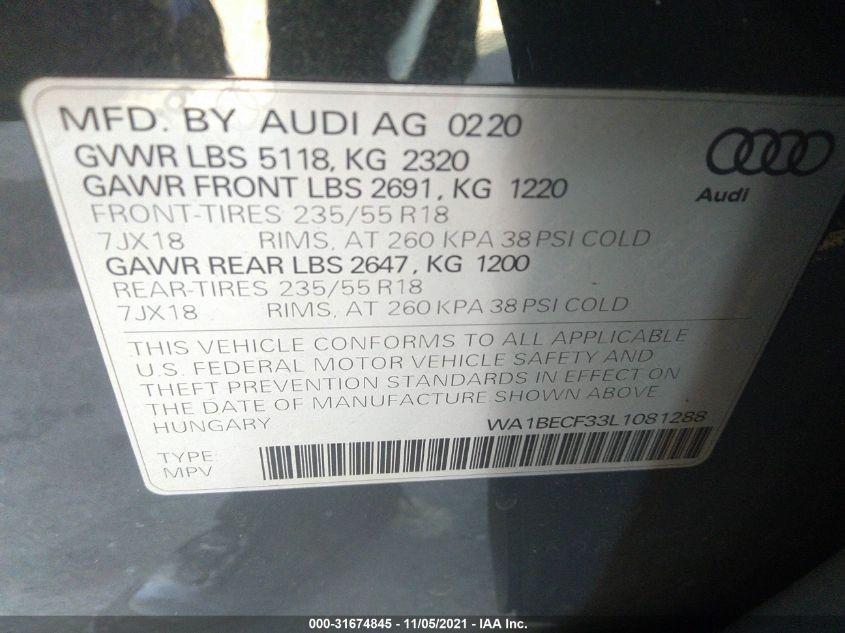 MFD. BY AUDI AG 0220
GVWR LBS 5118, KG 2320
GAWR FRONT LBS 2691, KG 1220
FRONT-TIRES 235/55 R18
7JX18 RIMS, AT 260 KPA 38 PSI COLD
GAWR REAR LBS 2647, KG 1200
REAR-TIRES 235/55 R18
7JX18 RIMS, AT 260 KPA 38 PSI COLD
Audi
THIS VEHICLE CONFORMS TO ALL APPLICABLE
U.S. FEDERAL MOTOR VEHICLE SAFETY AND
THEFT PREVENTION STANDARDS IN EFFECT ON
THE DATE OF MANUFACTURE SHOWN ABOVE
HUNGARY WA1BECF33L1081288
TYPE:
MPV
000-31674845 - 11/05/2021 - IAA Inc.